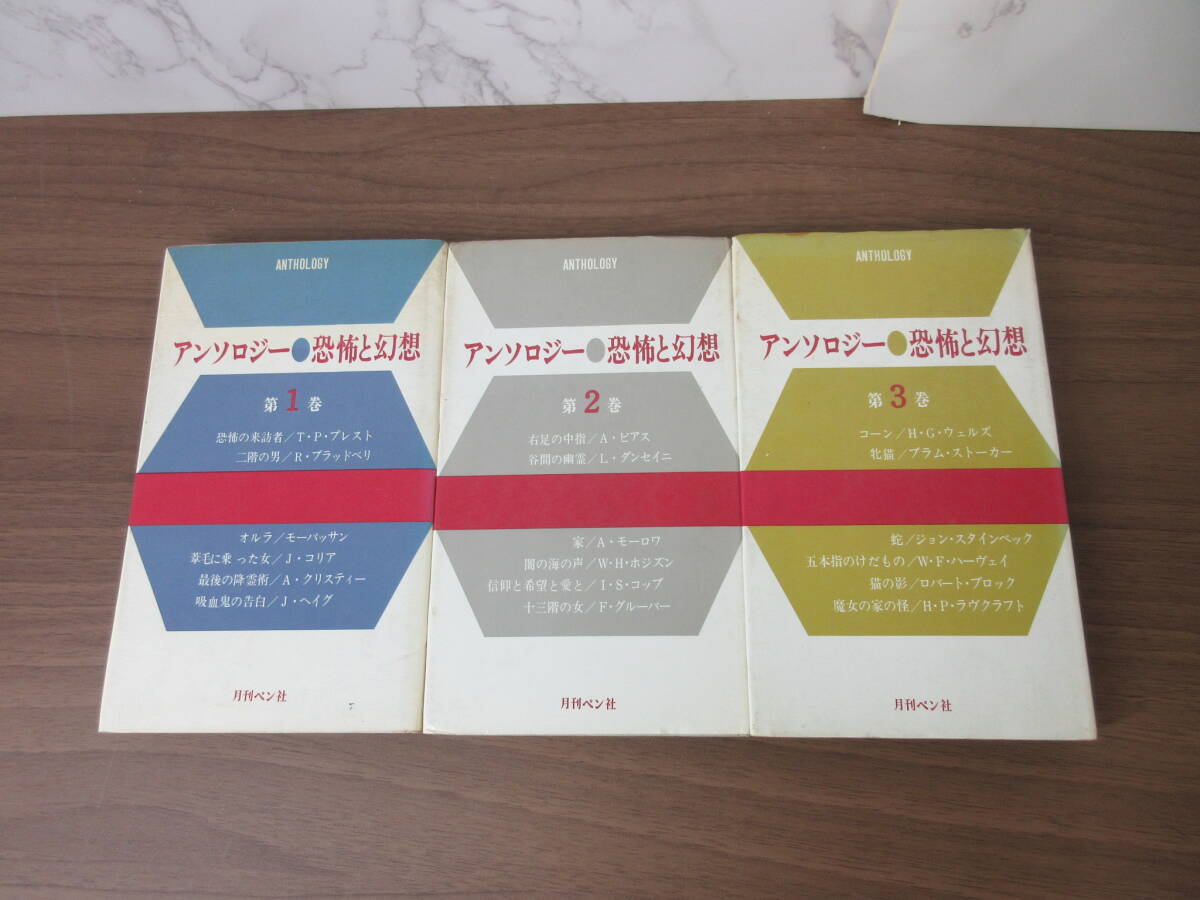 ANTHOLOGY
アンソロジー●恐怖と幻想
第1巻
恐怖の来訪者/T・P・プレスト
二階の男/R・ブラッドベリ
オルラ/モーパッサン
葦毛に乗った女/J・コリア
最後の降霊術/A・クリスティー
吸血鬼の告白/J・ヘイグ
月刊ペン社
ANTHOLOGY
アンソロジー●恐怖と幻想
第2巻
右足の中指/A・ビアス
谷間の幽霊/L・ダンセイニ
家/A・モーロワ
闇の海の声/W・H・ホジズン
信仰と希望と愛と/I・S・コッブ
十三階の女/F・グルーバー
月刊ペン社
ANTHOLOGY
アンソロジー●恐怖と幻想
第3巻
コーン/H・G・ウェルズ
牝猫/ブラム・ストーカー
蛇/ジョン・スタインベック
五本指のけだもの/W・F・ハーヴェイ
猫の影/ロバート・ブロック
魔女の家の怪/H・P・ラヴクラフト
月刊ペン社